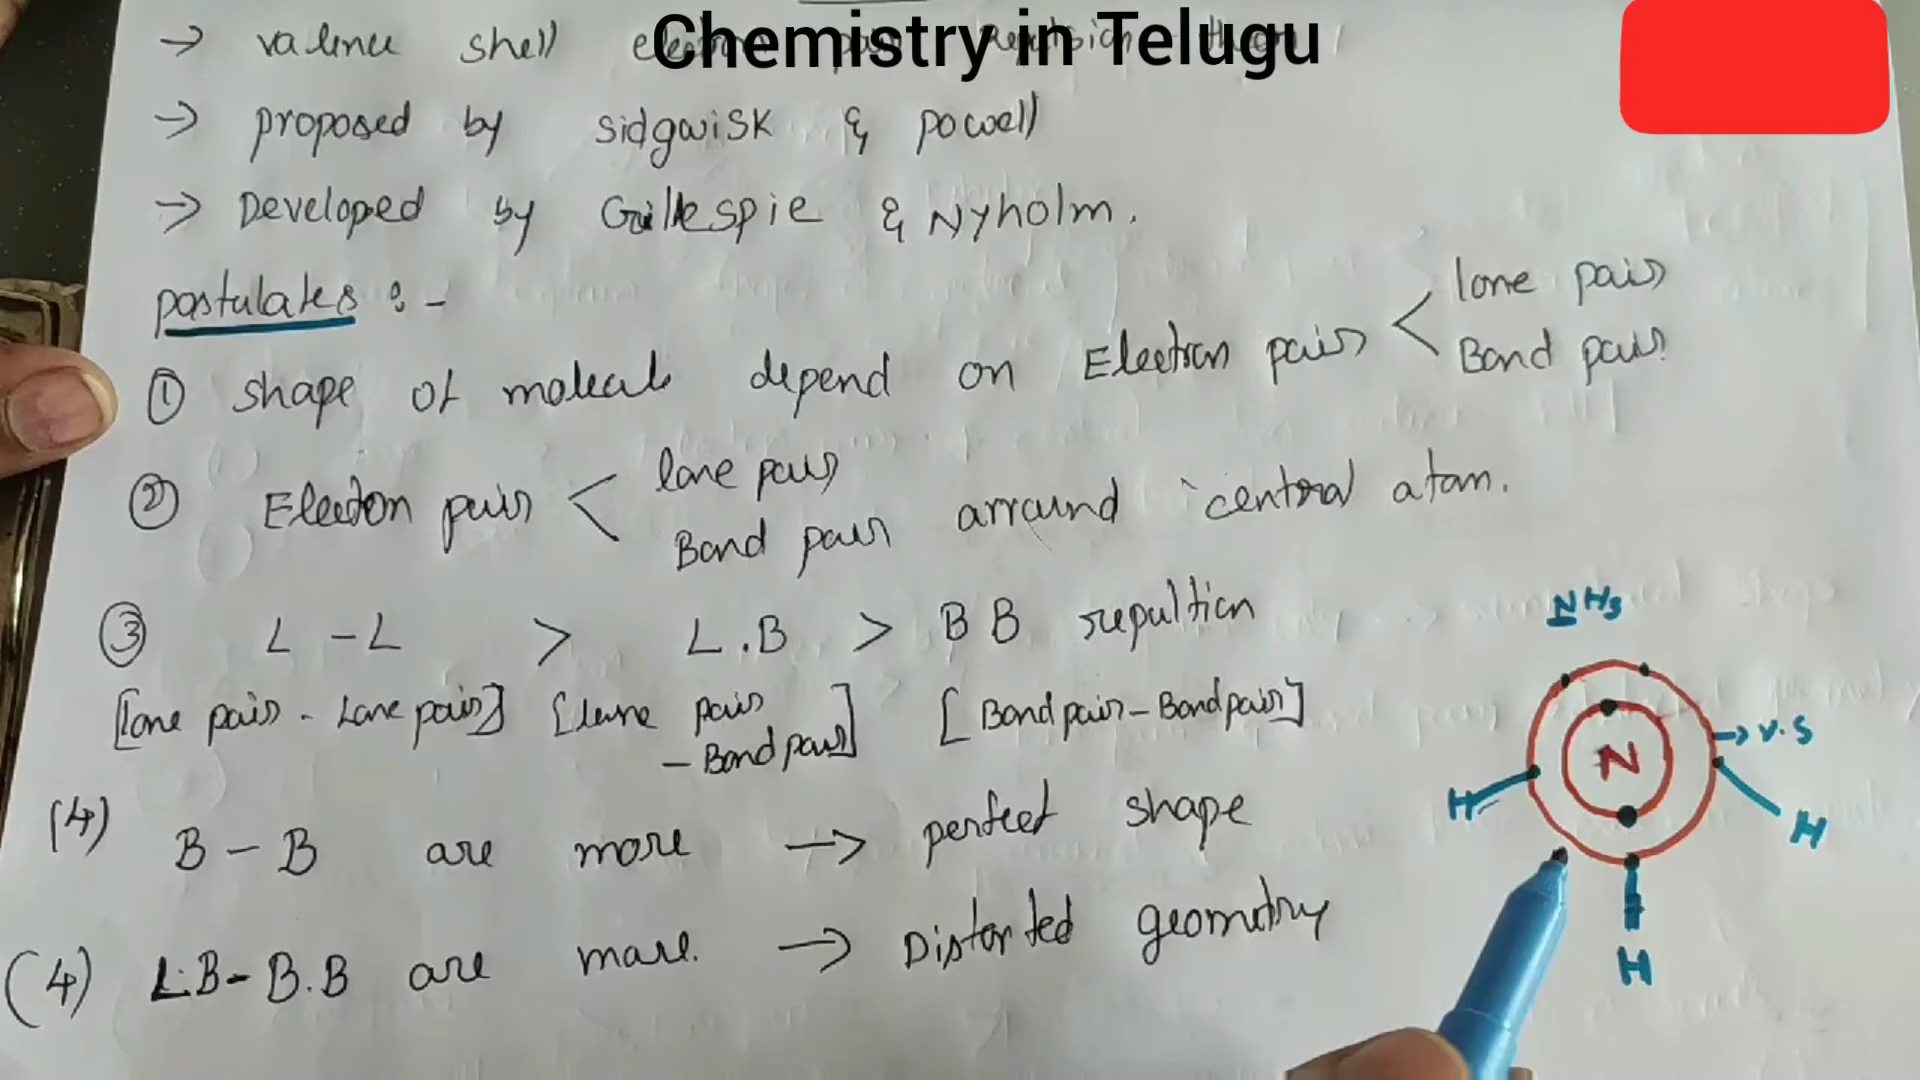 Chemistry in Telugu
→ valence shell
→ proposed by sidgwisk & powell
→ Developed by Gillespie & Nyholm.
postulates :-
① shape of molecule depend on Electron pairs < lone pair
Bond pair
② Electron pair < lone pair
Bond pair arraund central atom.
③ L - L > L.B > B B repultion
[lone pair - Lone pair] [lone pair
- Bond pair] [Bond pair - Bond pair]
(4) B - B are more → perfect shape
(4) L.B - B.B are more. → Distorted geometry
NH3
N
→ V.S
H
H
H